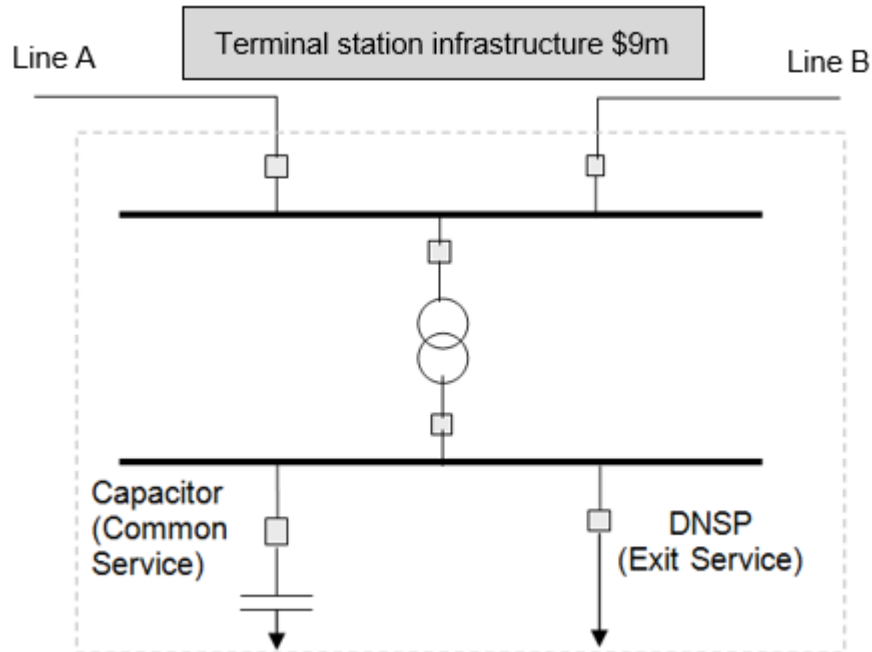 Terminal station infrastructure $9m
Line A
Line B
Capacitor
(Common
Service)
DNSP
(Exit Service)